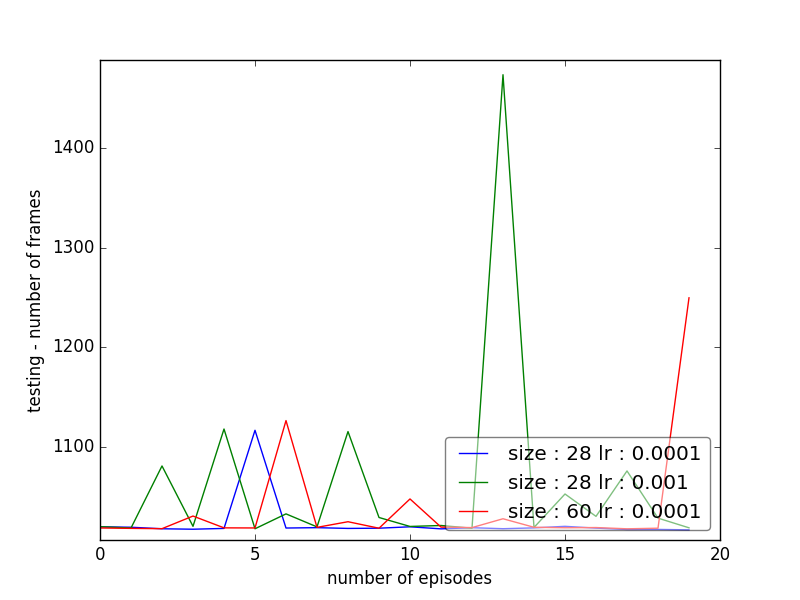 1400
1300
1200
1100
testing - number of frames
size : 28 lr : 0.0001
size : 28 lr : 0.001
size : 60 lr : 0.0001
0 5 10 15 20
number of episodes